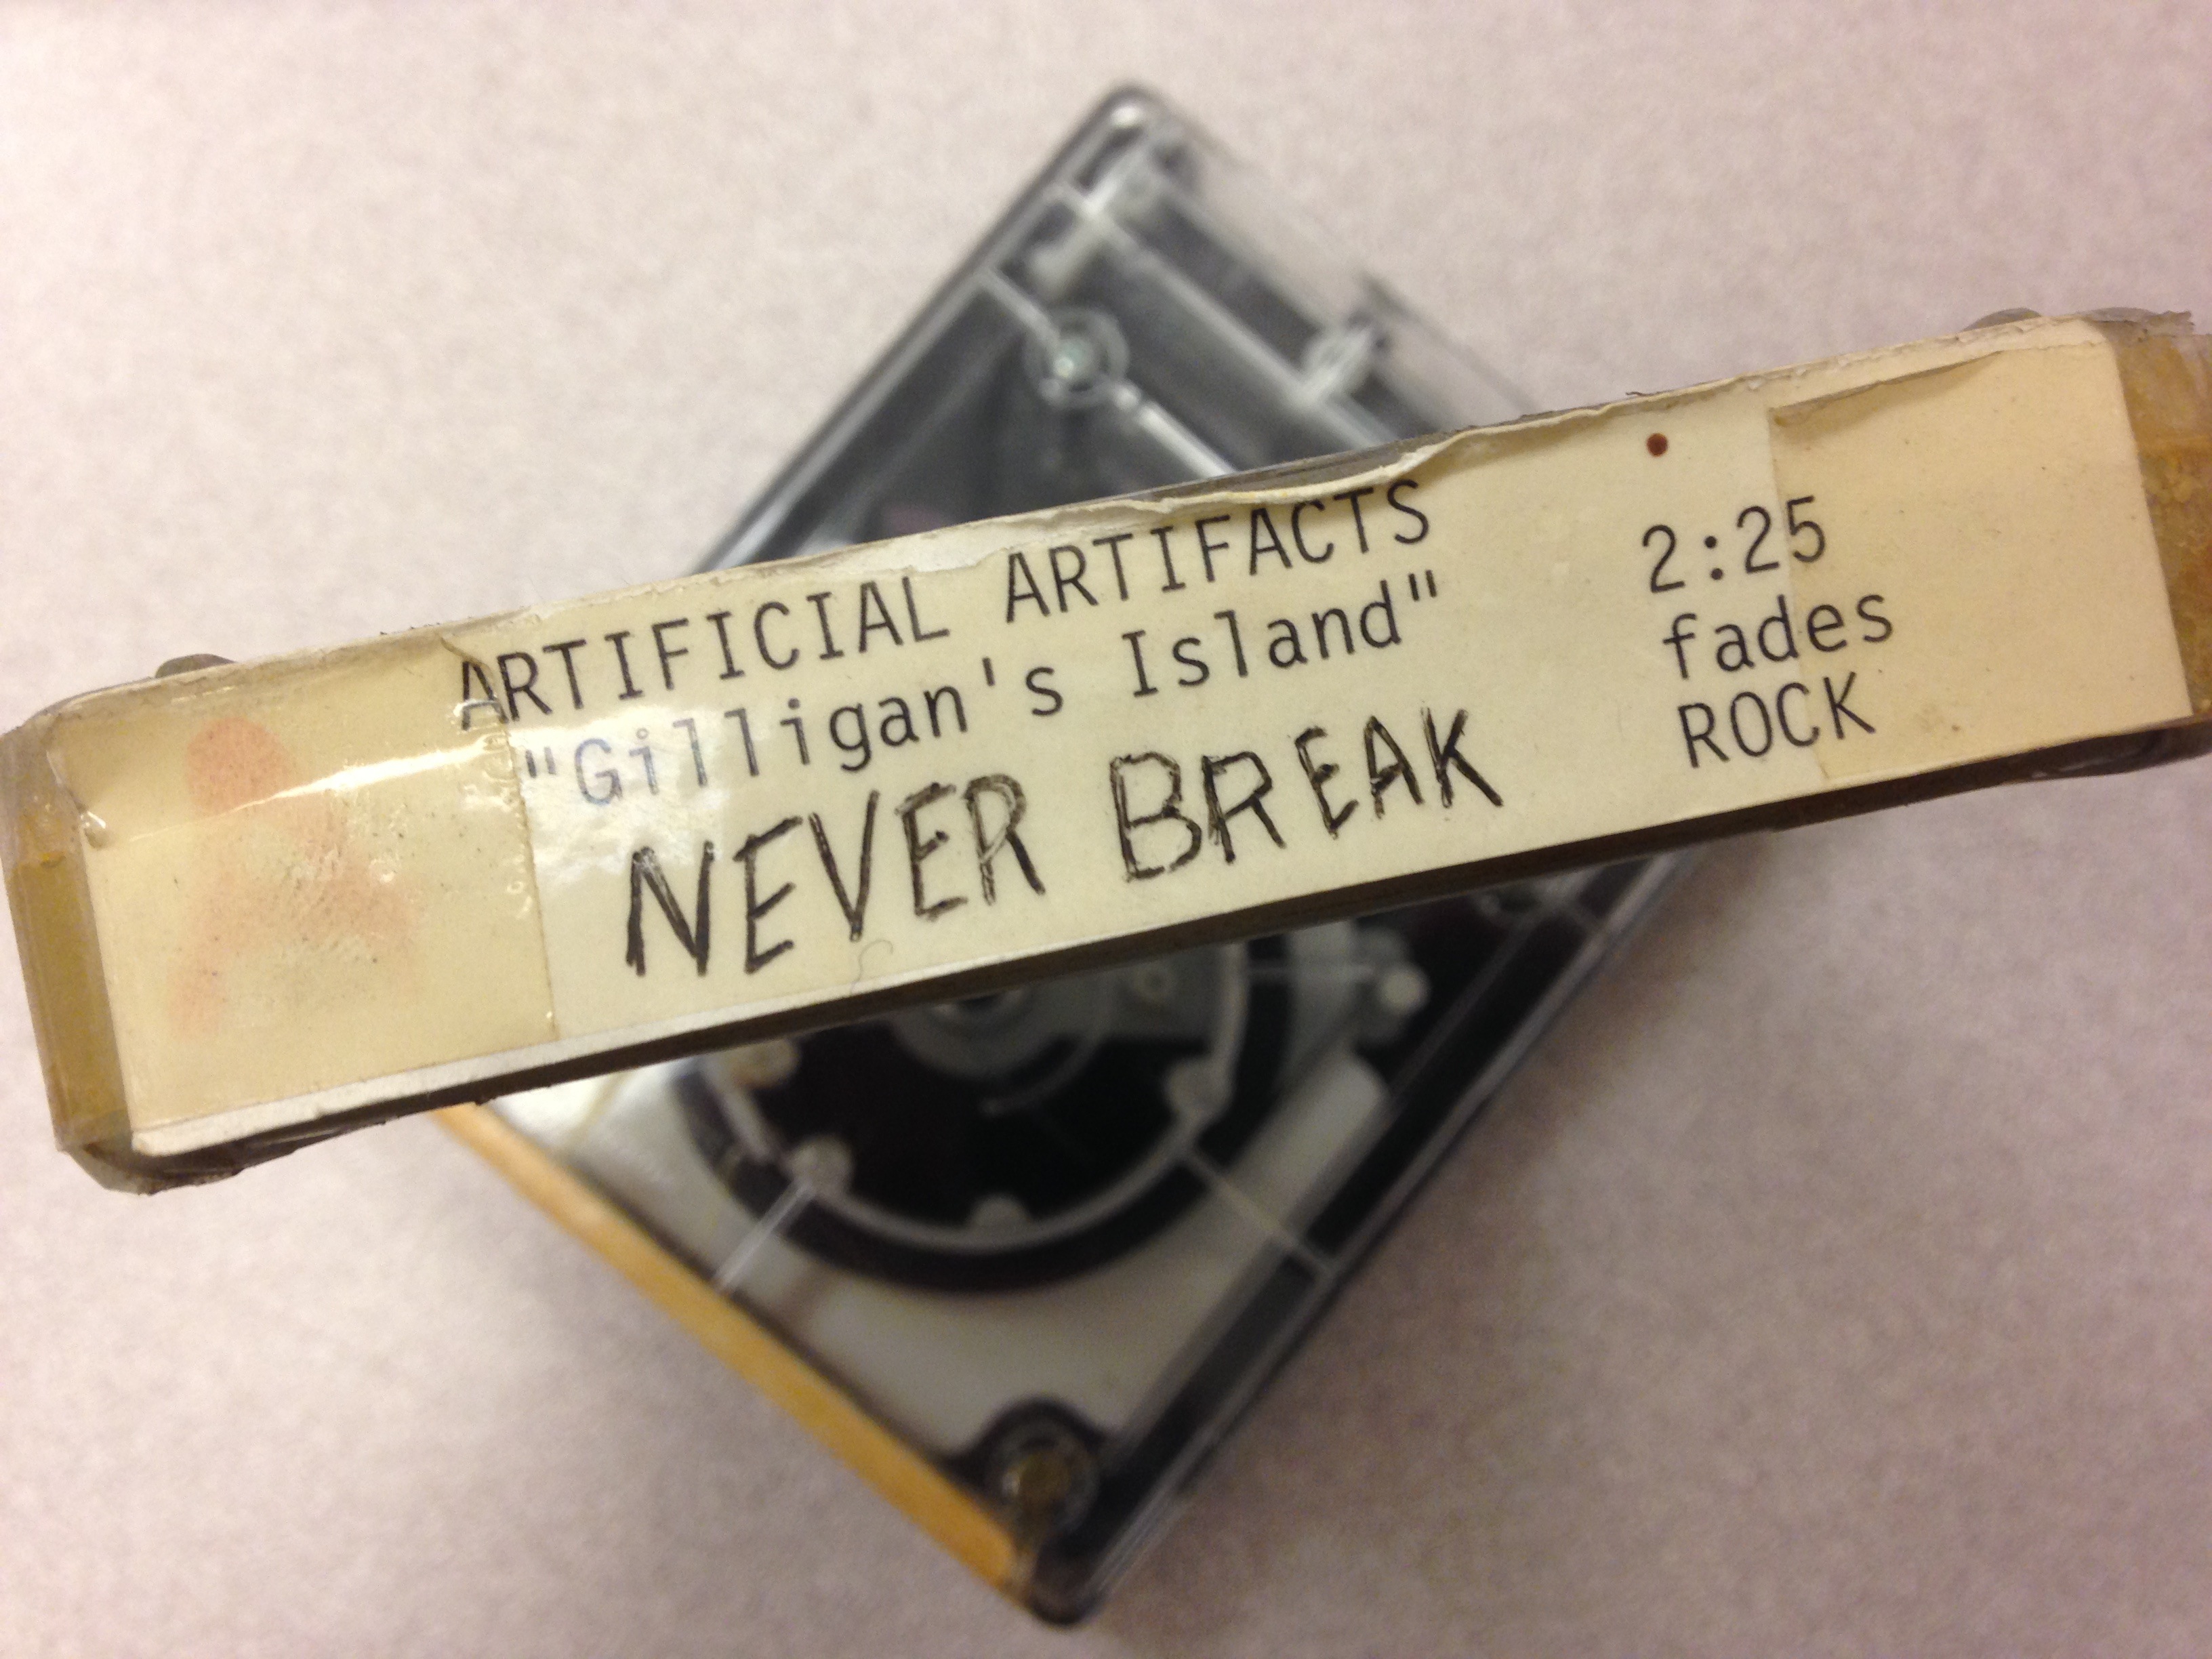 ARTIFICIAL ARTIFACTS
"Gilligan's Island"
NEVER BREAK
2:25
fades
ROCK